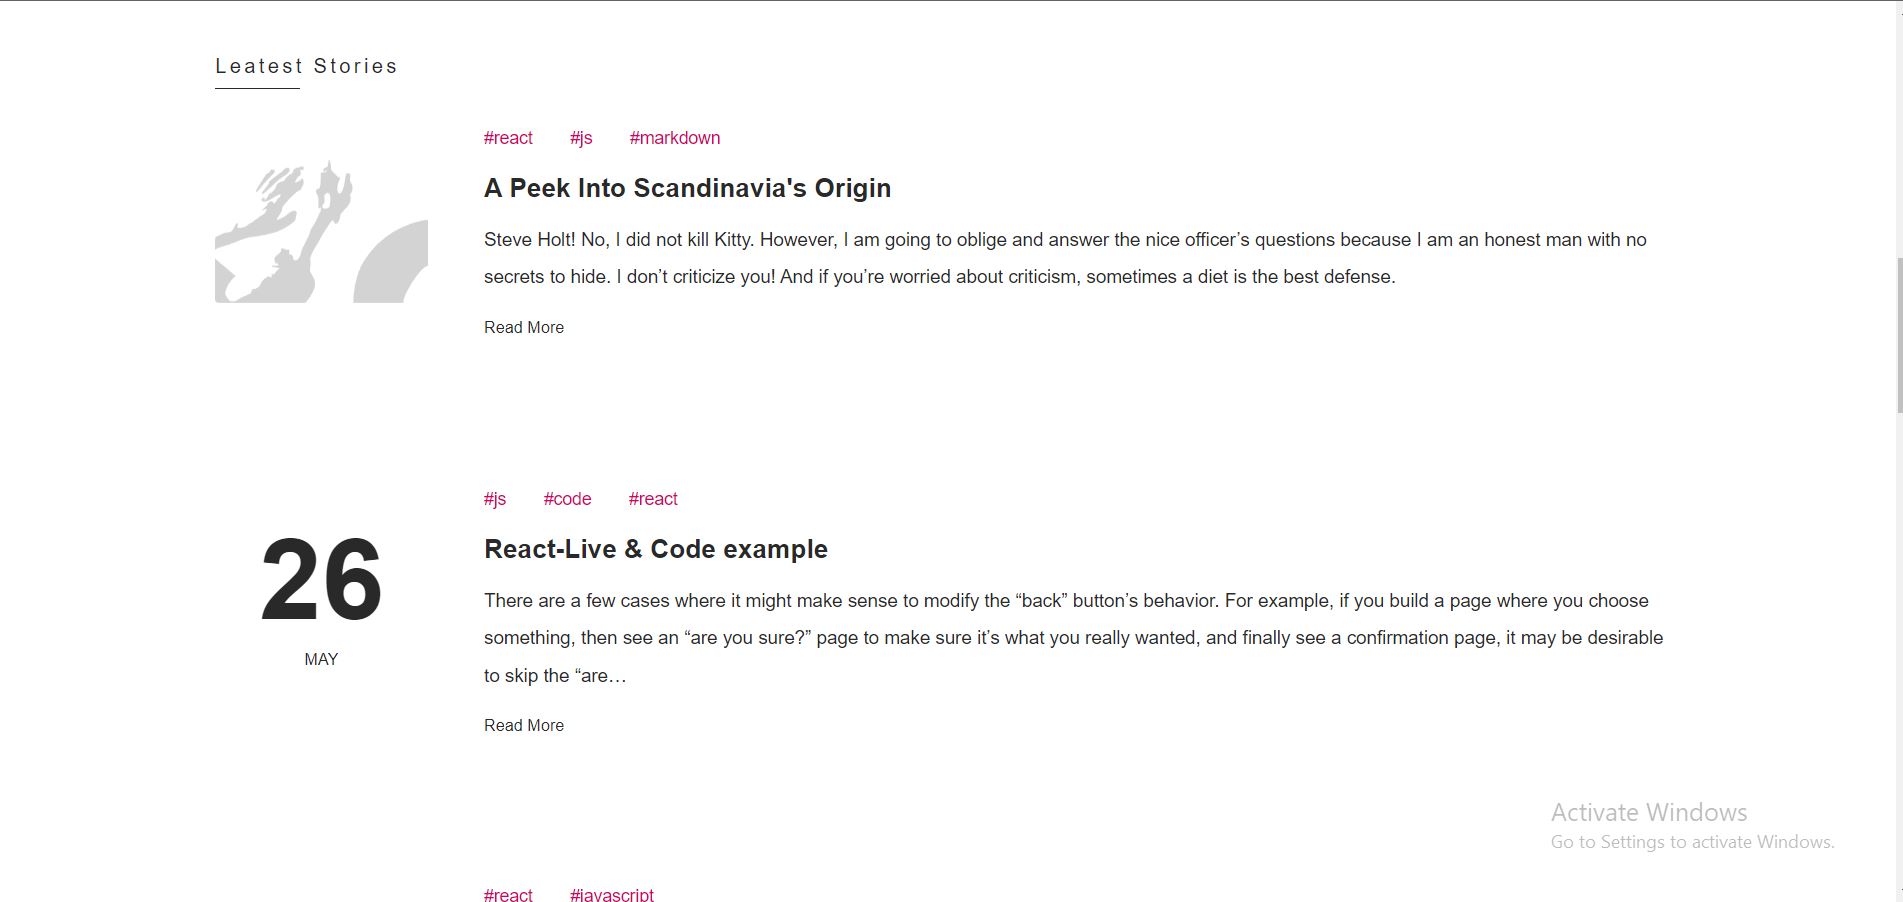 Leatest Stories
#react #js #markdown
A Peek Into Scandinavia's Origin
Steve Holt! No, I did not kill Kitty. However, I am going to oblige and answer the nice officer’s questions because I am an honest man with no
secrets to hide. I don’t criticize you! And if you’re worried about criticism, sometimes a diet is the best defense.
Read More
#js #code #react
26
MAY
React-Live & Code example
There are a few cases where it might make sense to modify the “back” button’s behavior. For example, if you build a page where you choose
something, then see an “are you sure?” page to make sure it’s what you really wanted, and finally see a confirmation page, it may be desirable
to skip the “are…
Read More
Activate Windows
Go to Settings to activate Windows.
#react #javascript